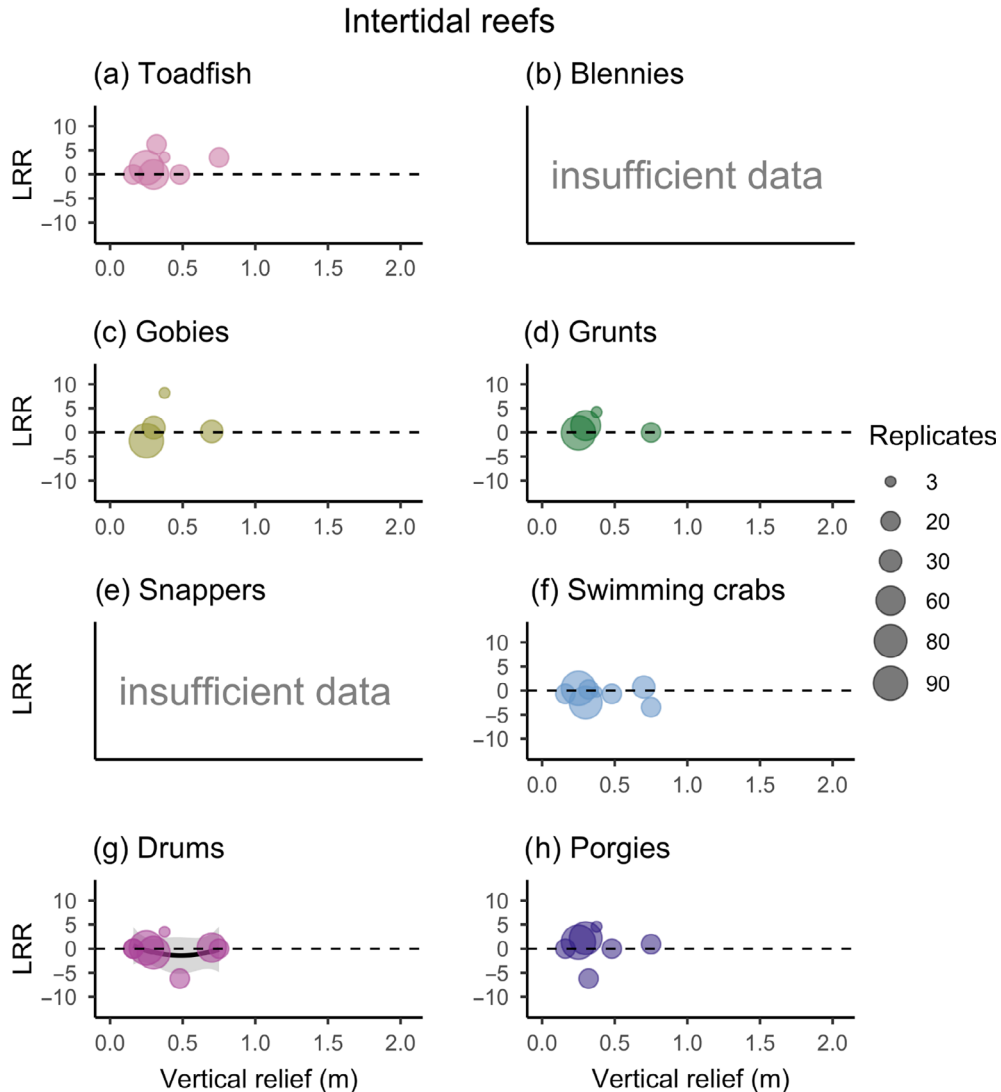 Intertidal reefs
(a) Toadfish
(b) Blennies
LRR
10
5
0
−5
−10
0.0 0.5 1.0 1.5 2.0
insufficient data
(c) Gobies
(d) Grunts
LRR
10
5
0
−5
−10
0.0 0.5 1.0 1.5 2.0
10
5
0
−5
−10
0.0 0.5 1.0 1.5 2.0
Replicates
3
20
30
60
80
90
(e) Snappers
(f) Swimming crabs
LRR
insufficient data
10
5
0
−5
−10
0.0 0.5 1.0 1.5 2.0
(g) Drums
(h) Porgies
LRR
10
5
0
−5
−10
0.0 0.5 1.0 1.5 2.0
Vertical relief (m)
10
5
0
−5
−10
0.0 0.5 1.0 1.5 2.0
Vertical relief (m)